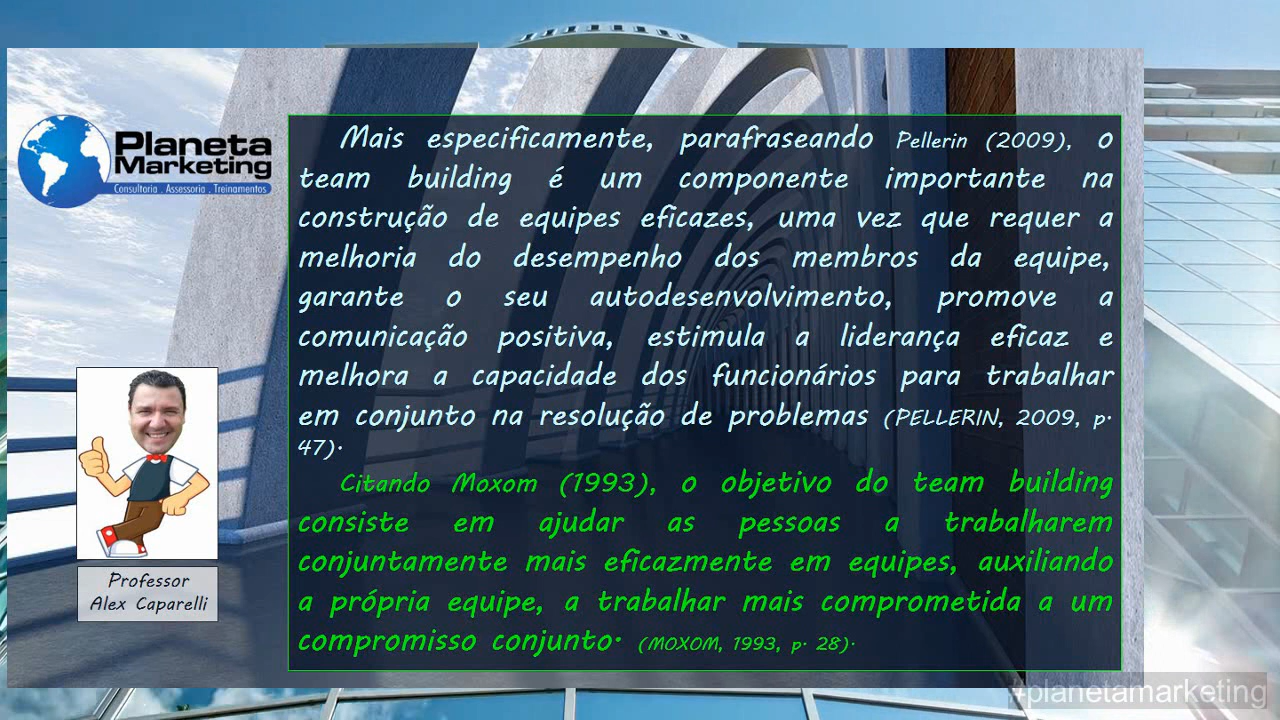 Planeta
Marketing
Consultoria . Assessoria . Treinamentos
Mais especificamente, parafraseando Pellerin (2009), o
team building é um componente importante na
construção de equipes eficazes, uma vez que requer a
melhoria do desempenho dos membros da equipe,
garante o seu autodesenvolvimento, promove a
comunicação positiva, estimula a liderança eficaz e
melhora a capacidade dos funcionários para trabalhar
em conjunto na resolução de problemas (PELLERIN, 2009, p.
47).
Citando Moxom (1993), o objetivo do team building
consiste em ajudar as pessoas a trabalharem
conjuntamente mais eficazmente em equipes, auxiliando
a própria equipe, a trabalhar mais comprometida a um
compromisso conjunto. (MOXOM, 1993, p. 28).
Professor
Alex Caparelli
#planetamarketing